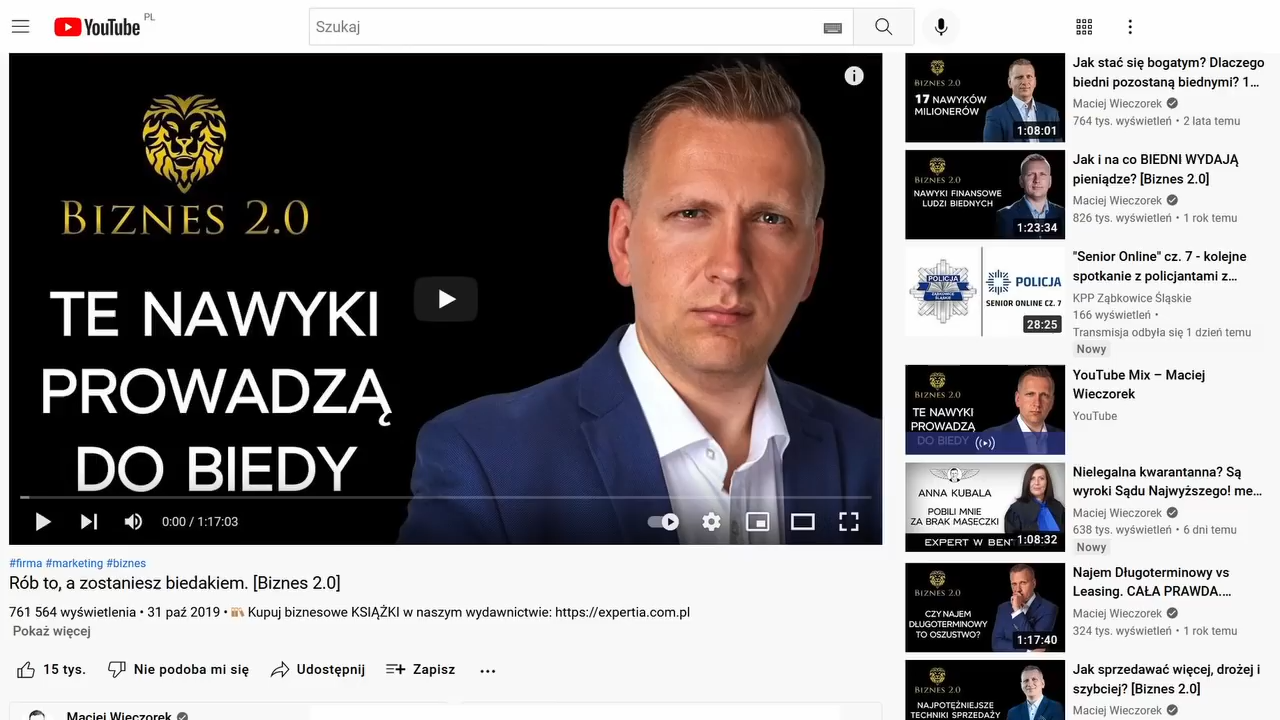 YouTube PL
Szukaj
BIZNES 2.0
TE NAWYKI
PROWADZĄ
DO BIEDY
0:00 / 1:17:03
#firma #marketing #biznes
Rób to, a zostaniesz biedakiem. [Biznes 2.0]
761 564 wyświetlenia • 31 paź 2019 • Kupuj biznesowe KSIĄŻKI w naszym wydawnictwie: https://expertia.com.pl
Pokaż więcej
15 tys.
Nie podoba mi się
Udostępnij
Zapisz
Maciej Wieczorek
BIZNES 2.0
17 NAWYKÓW
MILIONERÓW
1:08:01
Jak stać się bogatym? Dlaczego
biedni pozostaną biednymi? 1…
Maciej Wieczorek
764 tys. wyświetleń • 2 lata temu
BIZNES 2.0
NAWYKI FINANSOWE
LUDZI BIEDNYCH
1:23:34
Jak i na co BIEDNI WYDAJĄ
pieniądze? [Biznes 2.0]
Maciej Wieczorek
826 tys. wyświetleń • 1 rok temu
POLICJA
ZĄBKOWICE
ŚLĄSKIE
POLICJA
SENIOR ONLINE CZ. 7
28:25
"Senior Online" cz. 7 - kolejne
spotkanie z policjantami z…
KPP Ząbkowice Śląskie
166 wyświetleń •
Transmisja odbyła się 1 dzień temu
Nowy
BIZNES 2.0
TE NAWYKI
PROWADZĄ
DO BIEDY
YouTube Mix – Maciej
Wieczorek
YouTube
ANNA KUBALA
POBILI MNIE
ZA BRAK MASECZKI
EXPERT W BENT
1:08:32
Nielegalna kwarantanna? Są
wyroki Sądu Najwyższego! me…
Maciej Wieczorek
638 tys. wyświetleń • 6 dni temu
Nowy
BIZNES 2.0
CZY NAJEM
DŁUGOTERMINOWY
TO OSZUSTWO?
1:17:40
Najem Długoterminowy vs
Leasing. CAŁA PRAWDA.…
Maciej Wieczorek
324 tys. wyświetleń • 1 rok temu
BIZNES 2.0
NAJPOTĘŻNIEJSZE
TECHNIKI SPRZEDAŻY
Jak sprzedawać więcej, drożej i
szybciej? [Biznes 2.0]
Maciej Wieczorek